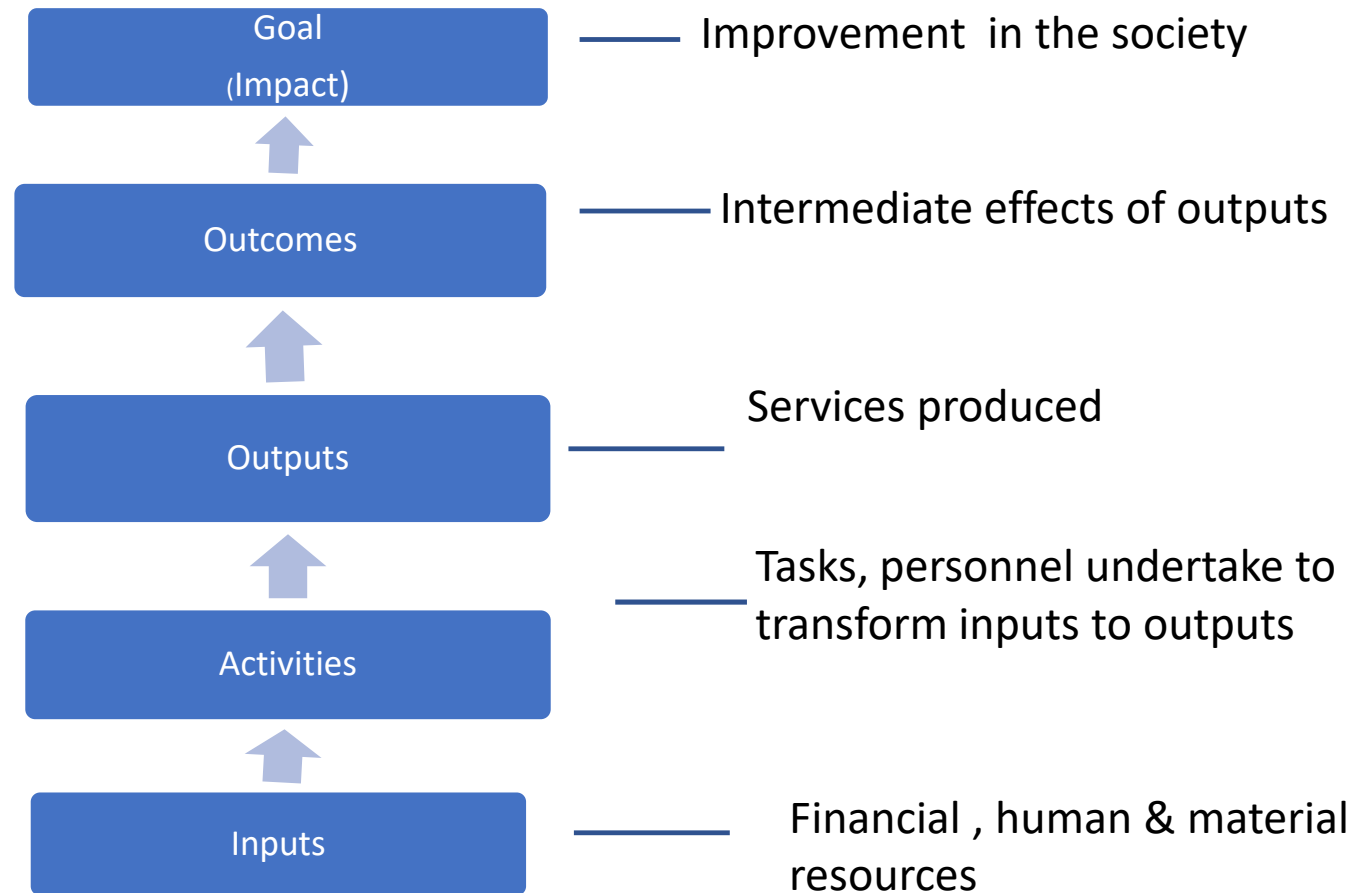 Goal
(Impact)
Improvement  in the society
Outcomes
Intermediate effects of outputs
Outputs
Services produced
Activities
Tasks, personnel undertake to
transform inputs to outputs
Inputs
Financial , human & material
resources